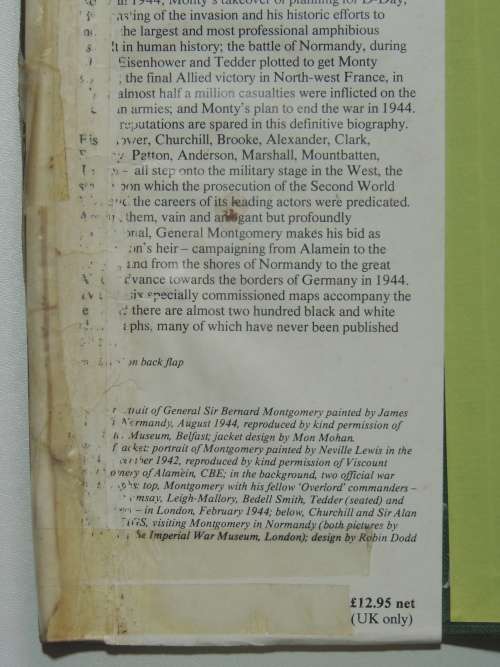 in 1944; Monty's takeover of planning for D-Day,
of the invasion and his historic efforts to
the largest and most professional amphibious
in human history; the battle of Normandy, during
Eisenhower and Tedder plotted to get Monty
the final Allied victory in North-west France, in
almost half a million casualties were inflicted on the
armies; and Monty's plan to end the war in 1944.
reputations are spared in this definitive biography.
Churchill, Brooke, Alexander, Clark,
Patton, Anderson, Marshall, Mountbatten,
– all step onto the military stage in the West, the
upon which the prosecution of the Second World
the careers of its leading actors were predicated.
them, vain and arrogant but profoundly
General Montgomery makes his bid as
heir – campaigning from Alamein to the
and from the shores of Normandy to the great
advance towards the borders of Germany in 1944.
six specially commissioned maps accompany the
there are almost two hundred black and white
many of which have never been published
on back flap
portrait of General Sir Bernard Montgomery painted by James
Normandy, August 1944, reproduced by kind permission of
Museum, Belfast; jacket design by Mon Mohan.
jacket: portrait of Montgomery painted by Neville Lewis in the
1942, reproduced by kind permission of Viscount
of Alamein, CBE; in the background, two official war
top, Montgomery with his fellow 'Overlord' commanders –
Leigh-Mallory, Bedell Smith, Tedder (seated) and
– in London, February 1944; below, Churchill and Sir Alan
visiting Montgomery in Normandy (both pictures by
Imperial War Museum, London); design by Robin Dodd
£12.95 net
(UK only)